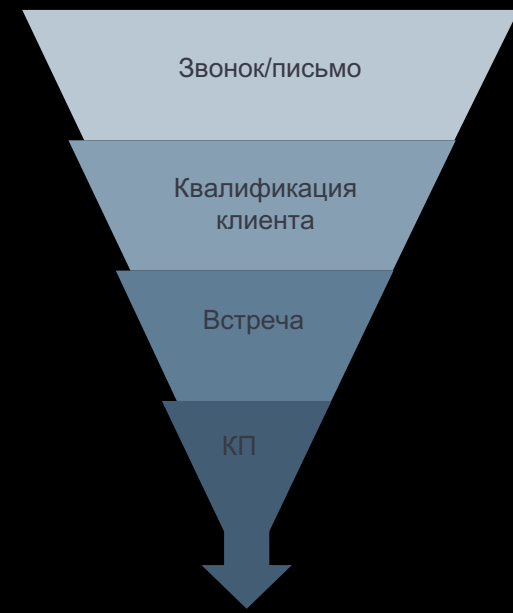 Звонок/письмо
Квалификация
клиента
Встреча
КП